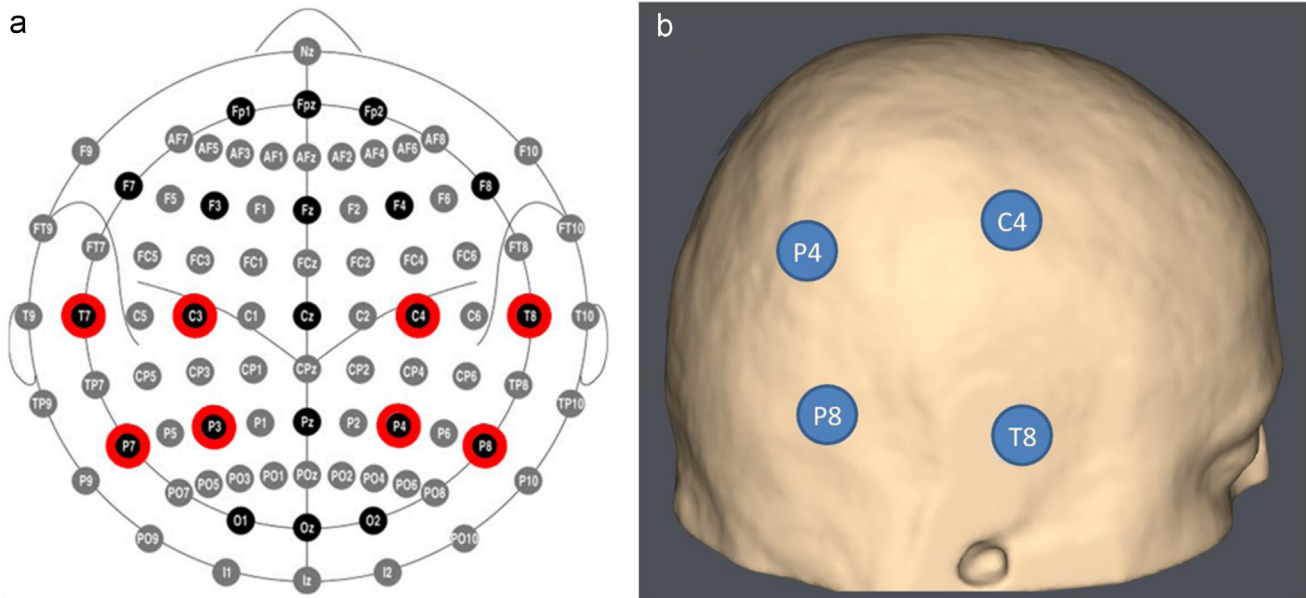 a
Nz
Fp1 Fpz Fp2
AF7 AF5 AF3 AF1 AFz AF2 AF4 AF6 AF8
F9 F10
F7 F5 F3 F1 Fz F2 F4 F6 F8
FT9 FT7 FC5 FC3 FC1 FCz FC2 FC4 FC6 FT8 FT10
T9 T7 C5 C3 C1 Cz C2 C4 C6 T8 T10
TP9 TP7 CP5 CP3 CP1 CPz CP2 CP4 CP6 TP8 TP10
P7 P5 P3 P1 Pz P2 P4 P6 P8
P9 PO7 PO5 PO3 PO1 POz PO2 PO4 PO6 PO8 P10
O1 Oz O2
PO9 PO10
I1 Iz I2
b
P4 C4
P8 T8